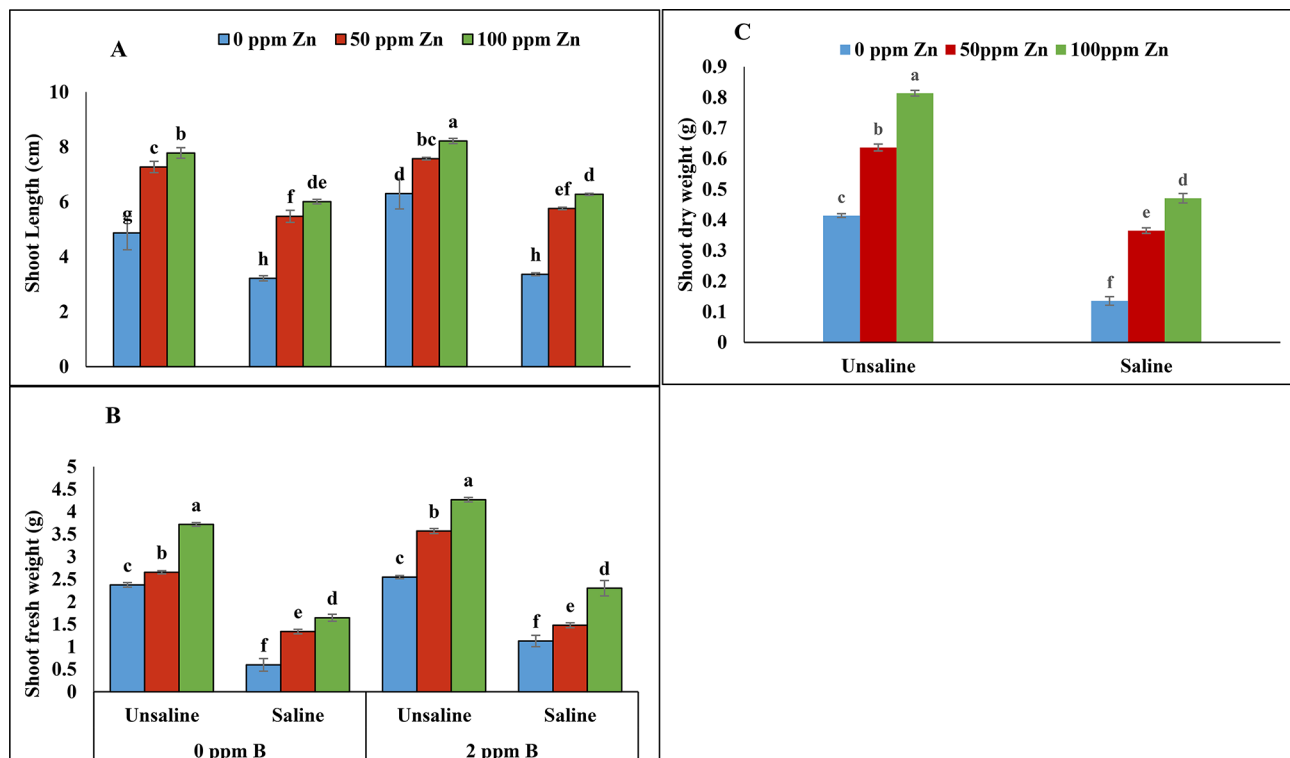 A
0 ppm Zn 50 ppm Zn 100 ppm Zn
Shoot Length (cm)
10
8
6
4
2
0
g c b
h f de
d bc a
h ef d
C
0 ppm Zn 50ppm Zn 100ppm Zn
Shoot dry weight (g)
0.9
0.8
0.7
0.6
0.5
0.4
0.3
0.2
0.1
0
c b a
f e d
Unsaline Saline
B
Shoot fresh weight (g)
5
4.5
4
3.5
3
2.5
2
1.5
1
0.5
0
c b a
f e d
c b a
f e d
Unsaline Saline Unsaline Saline
0 ppm B 2 ppm B